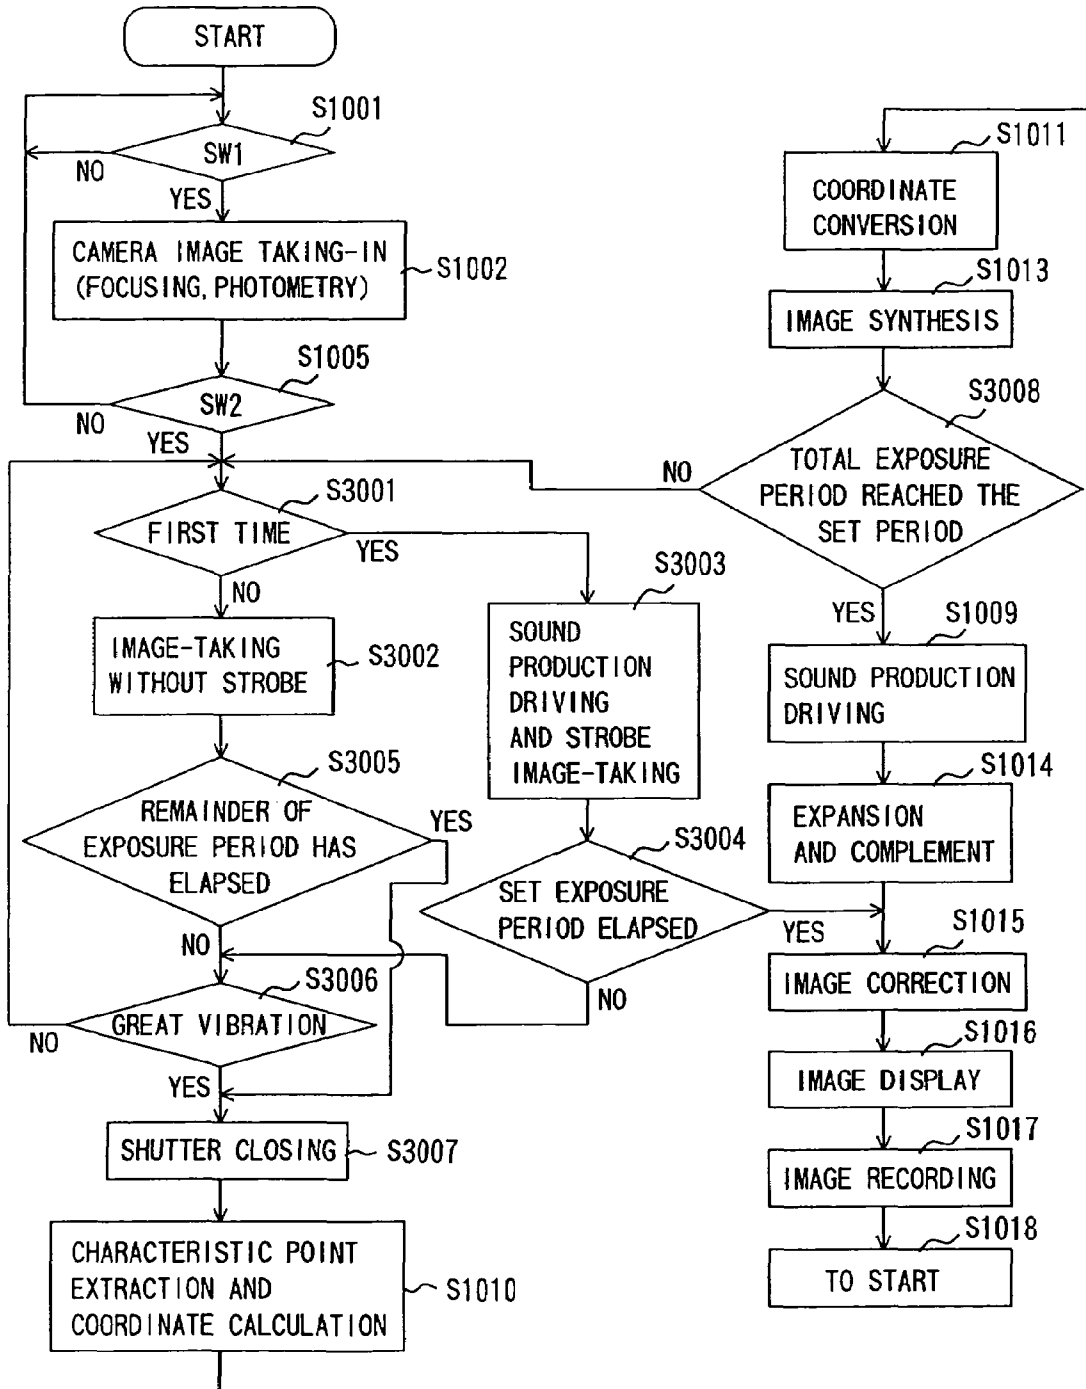 START
S1001
SW1
NO
YES
CAMERA IMAGE TAKING-IN
(FOCUSING, PHOTOMETRY)
S1002
S1005
SW2
NO
YES
S3001
FIRST TIME
YES
NO
IMAGE-TAKING
WITHOUT STROBE
S3002
S3003
SOUND
PRODUCTION
DRIVING
AND STROBE
IMAGE-TAKING
S3005
REMAINDER OF
EXPOSURE PERIOD HAS
ELAPSED
YES
NO
S3004
SET EXPOSURE
PERIOD ELAPSED
YES
NO
S3006
GREAT VIBRATION
NO
YES
SHUTTER CLOSING
S3007
CHARACTERISTIC POINT
EXTRACTION AND
COORDINATE CALCULATION
S1010
S1011
COORDINATE
CONVERSION
S1013
IMAGE SYNTHESIS
S3008
TOTAL EXPOSURE
PERIOD REACHED THE
SET PERIOD
NO
YES
S1009
SOUND PRODUCTION
DRIVING
S1014
EXPANSION
AND COMPLEMENT
S1015
IMAGE CORRECTION
S1016
IMAGE DISPLAY
S1017
IMAGE RECORDING
S1018
TO START